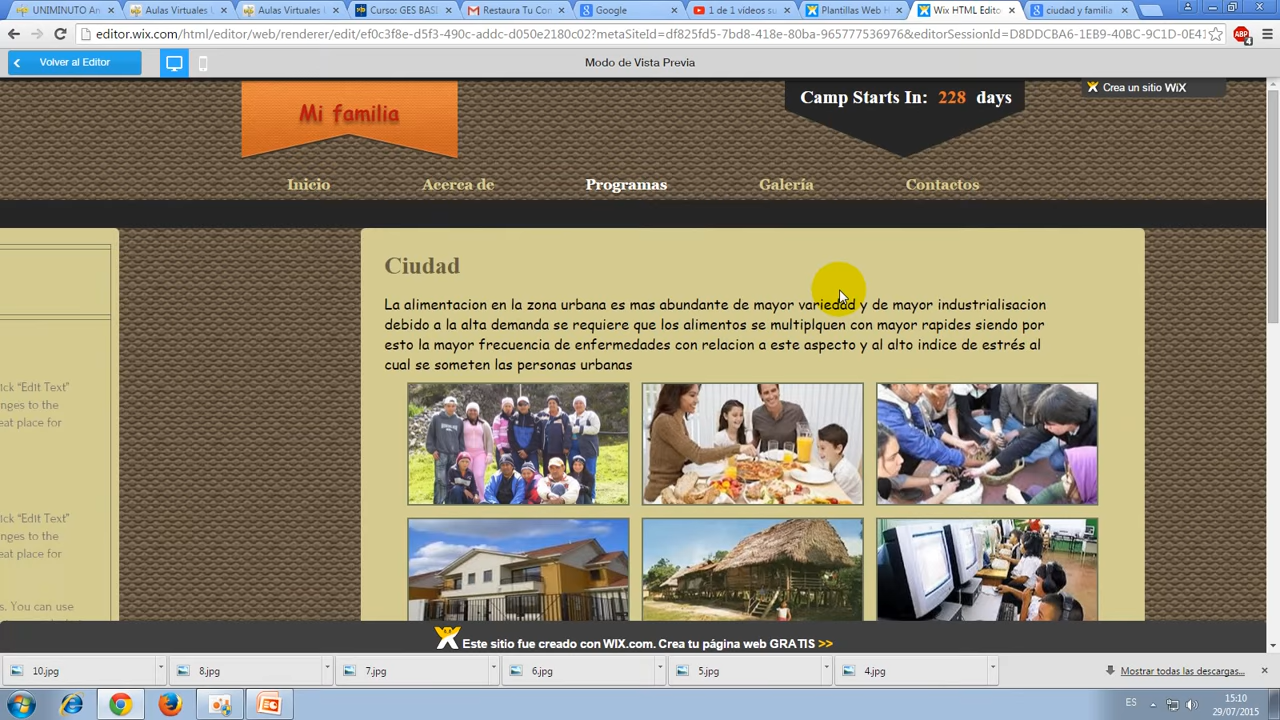 UNIMINUTO An
Aulas Virtuales U
Aulas Virtuales U
Curso: GES BASI
Restaura Tu Con
Google
1 de 1 vídeos su
Plantillas Web H
Wix HTML Edito
ciudad y familia
editor.wix.com/html/editor/web/renderer/edit/ef0c3f8e-d5f3-490c-addc-d05062180c02?metaSiteId=df825fd5-7bd8-418e-80ba-965777536976&editorSessionId=D8DDCBA6-1EB9-40BC-9C1D-0E41
Volver al Editor
Modo de Vista Previa
Mi familia
Camp Starts In: 228 days
Crea un sitio WiX
Inicio
Acerca de
Programas
Galería
Contactos
Ciudad
La alimentacion en la zona urbana es mas abundante de mayor variedad y de mayor industrialisacion
debido a la alta demanda se requiere que los alimentos se multiplquen con mayor rapides siendo por
esto la mayor frecuencia de enfermedades con relacion a este aspecto y al alto indice de estrés al
cual se someten las personas urbanas
ick “Edit Text”
nges to the
eat place for
ick “Edit Text”
nges to the
eat place for
s. You can use
Este sitio fue creado con WIX.com. Crea tu página web GRATIS >>
10.jpg
8.jpg
7.jpg
6.jpg
5.jpg
4.jpg
Mostrar todas las descargas...
ES
15:10
29/07/2015